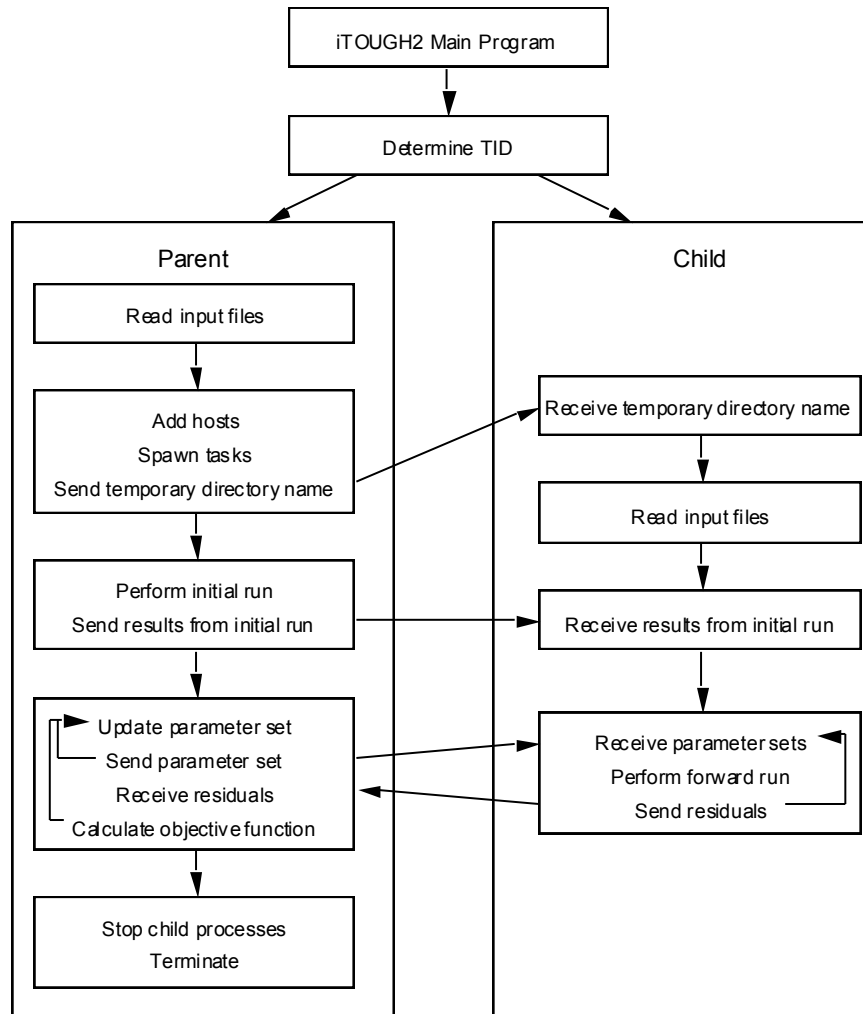 iTOUGH2 Main Program
Determine TID
Parent
Read input files
Add hosts
Spawn tasks
Send temporary directory name
Perform initial run
Send results from initial run
Update parameter set
Send parameter set
Receive residuals
Calculate objective function
Stop child processes
Terminate
Child
Receive temporary directory name
Read input files
Receive results from initial run
Receive parameter sets
Perform forward run
Send residuals